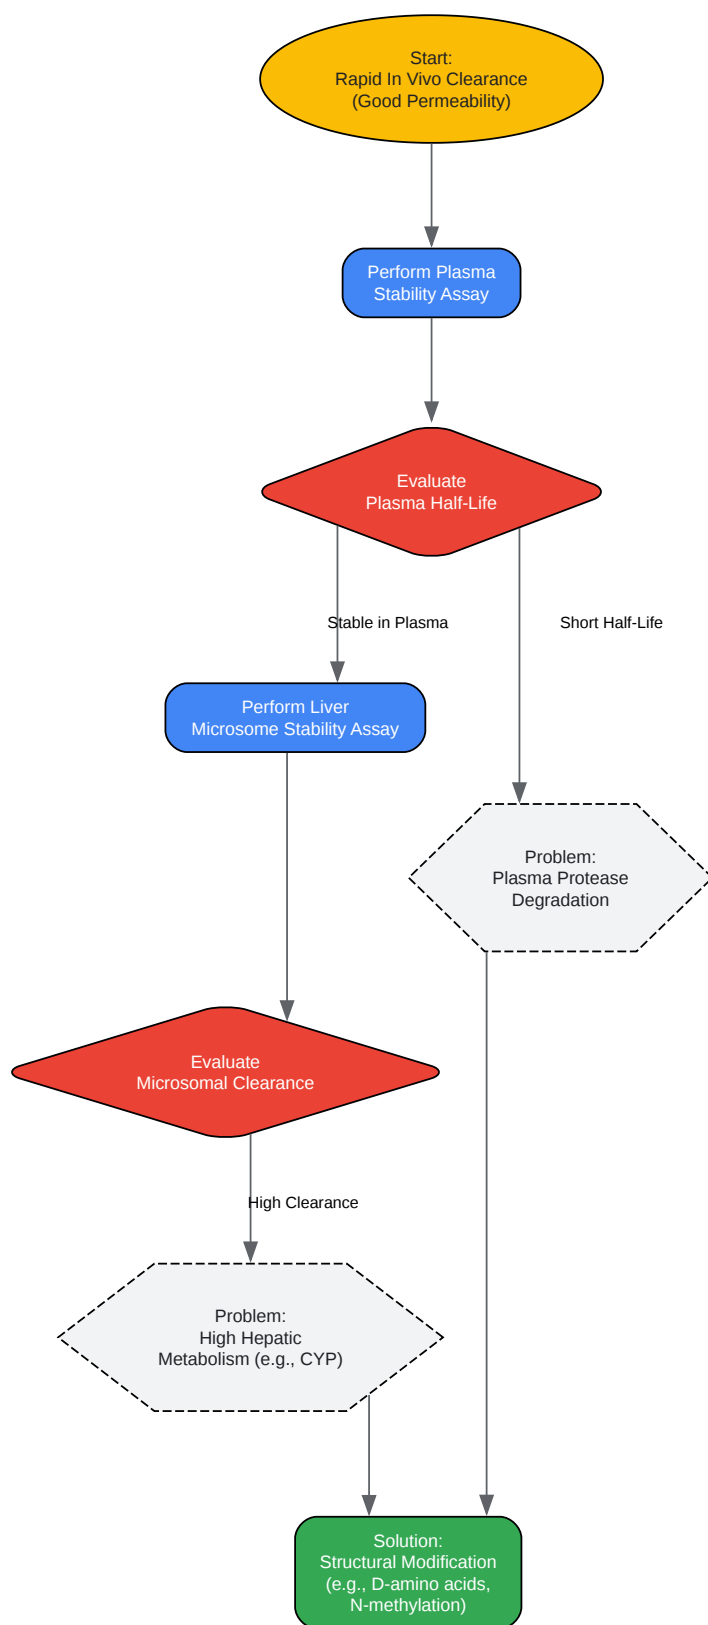 Start:
Rapid In Vivo Clearance
(Good Permeability)
Perform Plasma
Stability Assay
Evaluate
Plasma Half-Life
Stable in Plasma
Short Half-Life
Perform Liver
Microsome Stability Assay
Problem:
Plasma Protease
Degradation
Evaluate
Microsomal Clearance
High Clearance
Problem:
High Hepatic
Metabolism (e.g., CYP)
Solution:
Structural Modification
(e.g., D-amino acids,
N-methylation)